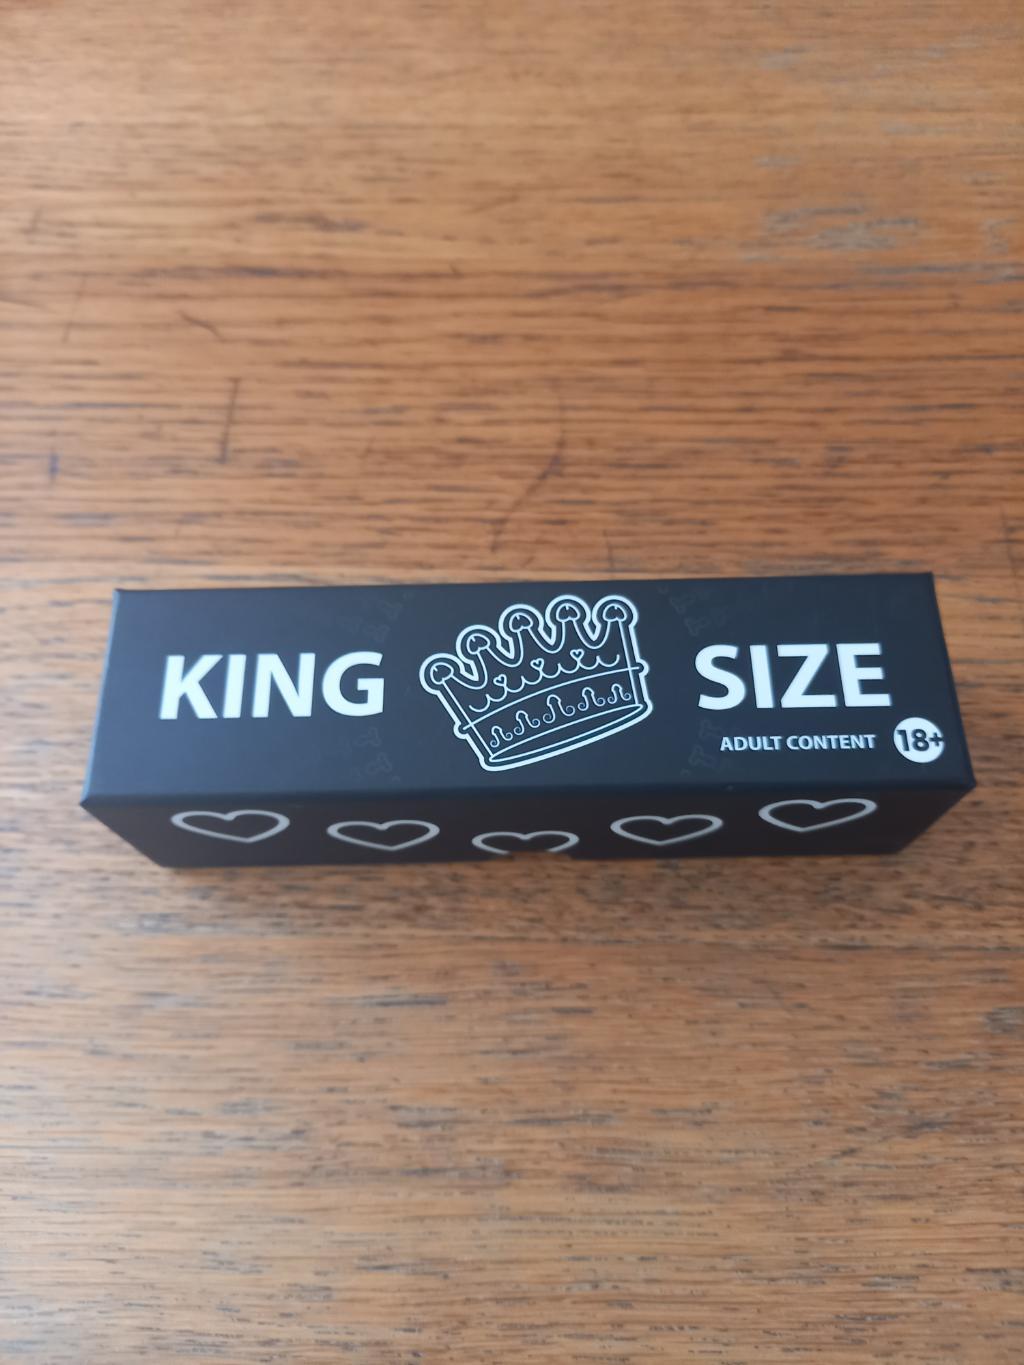 KING SIZE
ADULT CONTENT 18+